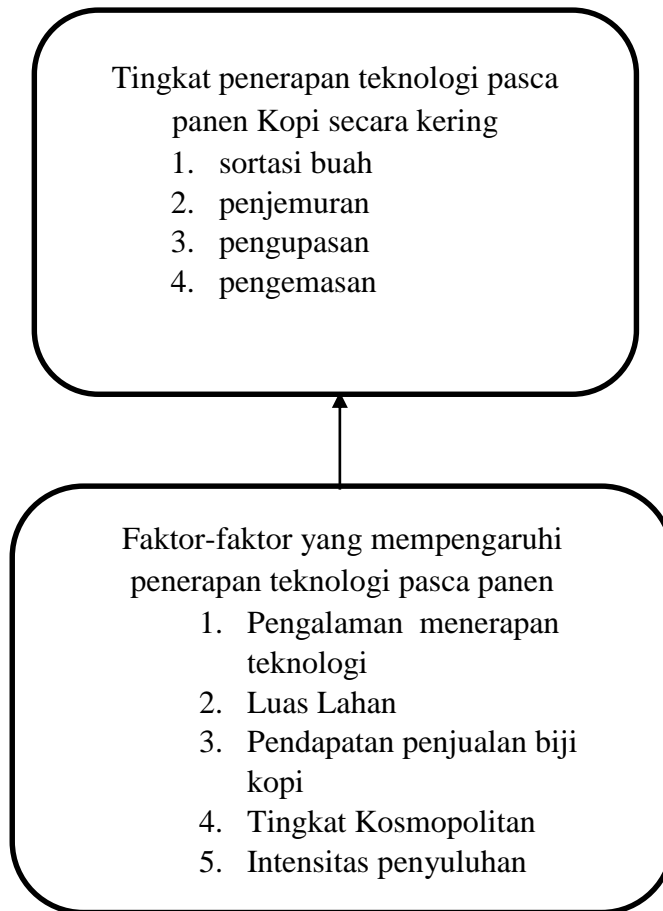 Tingkat penerapan teknologi pasca
panen Kopi secara kering
1. sortasi buah
2. penjemuran
3. pengupasan
4. pengemasan
Faktor-faktor yang mempengaruhi
penerapan teknologi pasca panen
1. Pengalaman menerapan
teknologi
2. Luas Lahan
3. Pendapatan penjualan biji
kopi
4. Tingkat Kosmopolitan
5. Intensitas penyuluhan